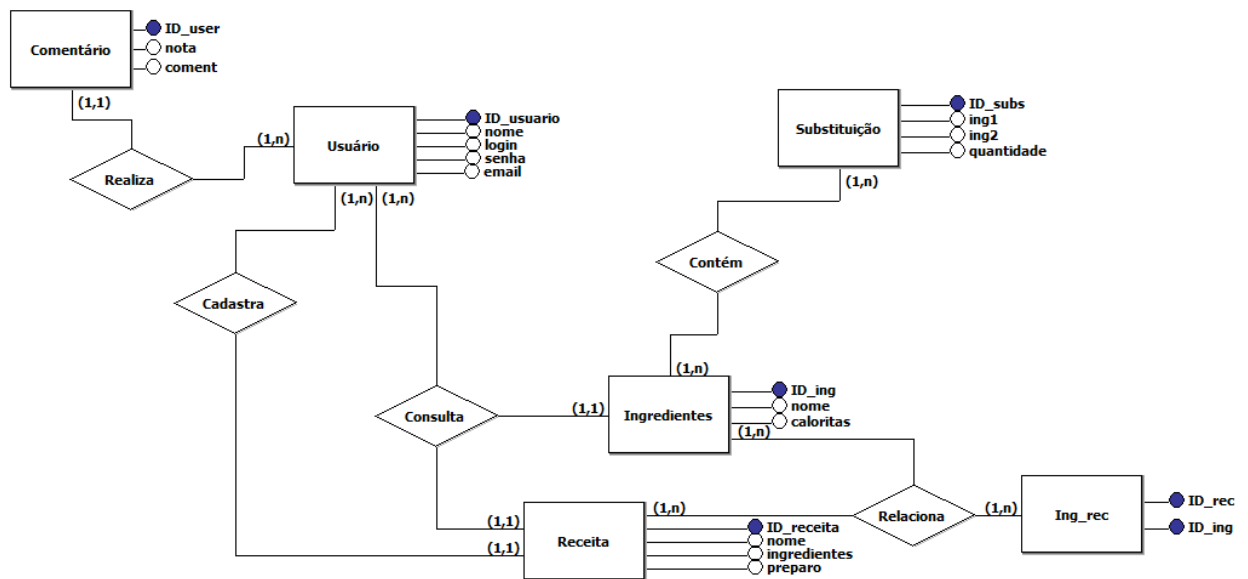 Comentário
ID_user
nota
coment
(1,1)
Realiza
(1,n)
Usuário
ID_usuario
nome
login
senha
email
(1,n)
(1,n)
Substituição
ID_subs
ing1
ing2
quantidade
(1,n)
Contém
(1,n)
Cadastra
Consulta
(1,1)
Ingredientes
ID_ing
nome
caloritas
(1,n)
(1,1)
(1,1)
Receita
ID_receita
nome
ingredientes
preparo
(1,n)
Relaciona
(1,n)
Ing_rec
ID_rec
ID_ing